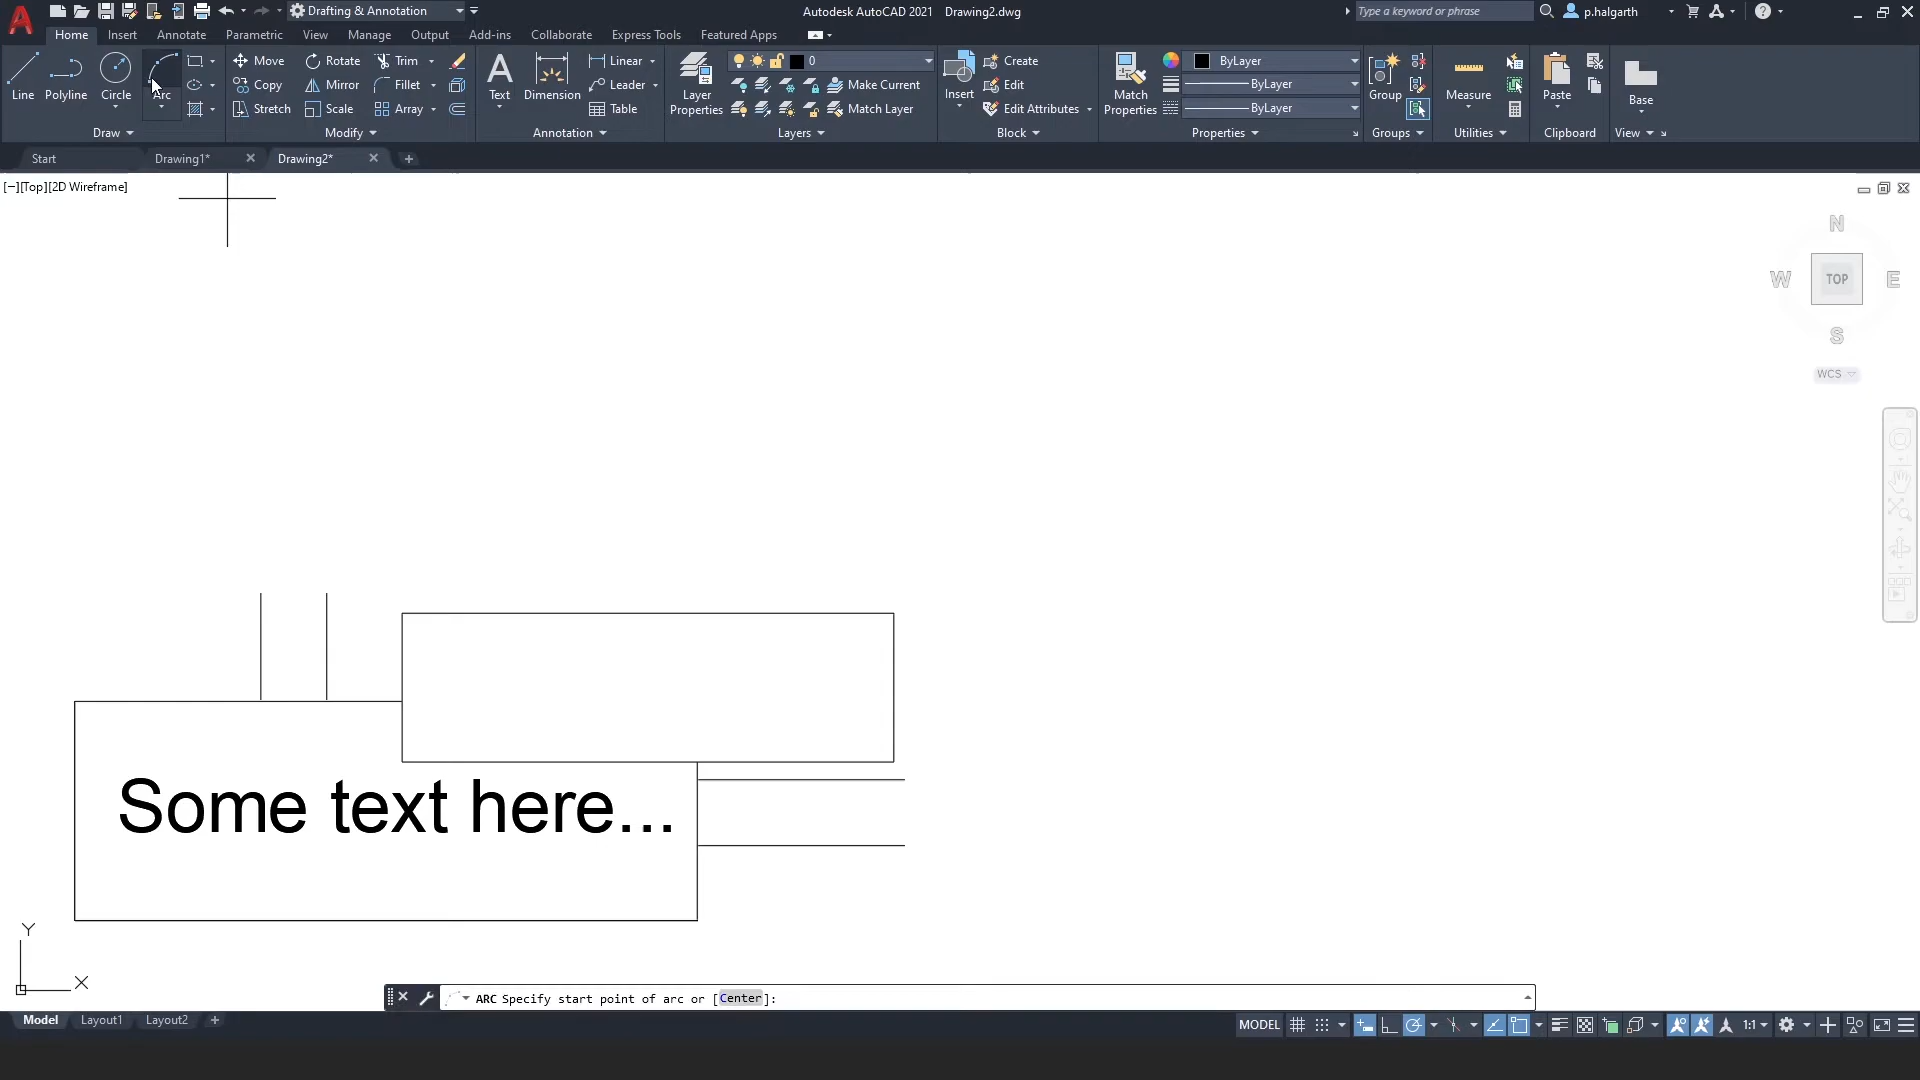 Drafting & Annotation
Autodesk AutoCAD 2021 Drawing2.dwg
Type a keyword or phrase
p.halgarth
Home Insert Annotate Parametric View Manage Output Add-ins Collaborate Express Tools Featured Apps
Line Polyline Circle Arc
Move Rotate Trim
Copy Mirror Fillet
Stretch Scale Array
Text Dimension
Linear
Leader
Table
Layer
Properties
0
Make Current
Match Layer
Insert
Create
Edit
Edit Attributes
Match
Properties
ByLayer
ByLayer
ByLayer
Group
Measure
Paste
Base
Draw Modify Annotation Layers Block Properties Groups Utilities Clipboard View
Start Drawing1* Drawing2*
[−][Top][2D Wireframe]
N
W TOP E
S
WCS
Some text here...
Y
X
ARC Specify start point of arc or [Center]:
Model Layout1 Layout2
MODEL 1:1